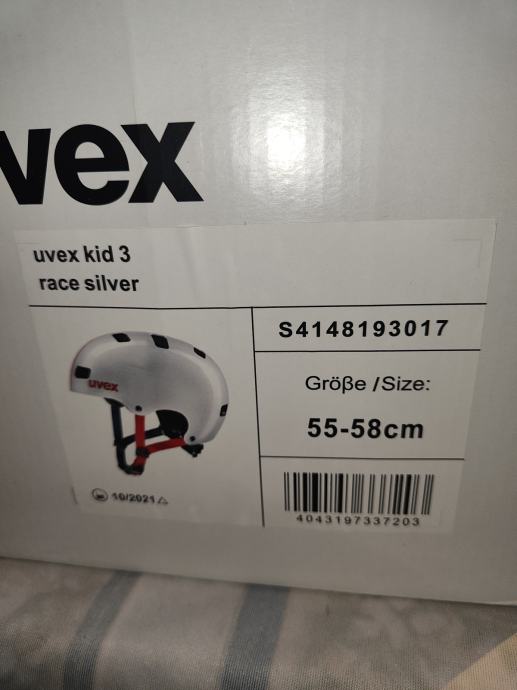 uvex
uvex kid 3
race silver
S4148193017
Größe /Size:
55-58cm
uvex
10/2021
4043197337203